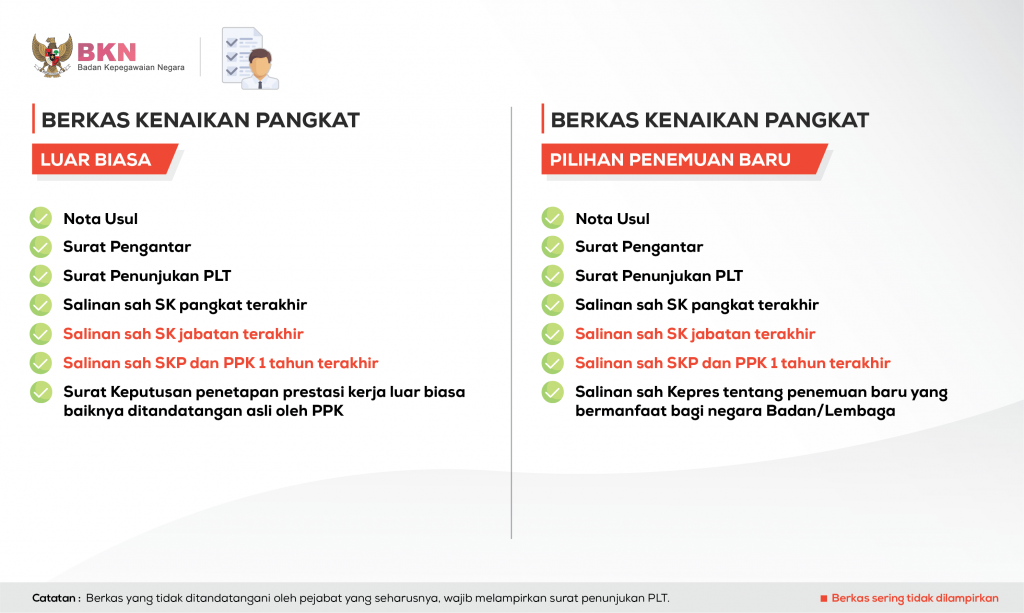 BKN
Badan Kepegawaian Negara
BERKAS KENAIKAN PANGKAT
LUAR BIASA
Nota Usul
Surat Pengantar
Surat Penunjukan PLT
Salinan sah SK pangkat terakhir
Salinan sah SK jabatan terakhir
Salinan sah SKP dan PPK 1 tahun terakhir
Surat Keputusan penetapan prestasi kerja luar biasa
baiknya ditandatangan asli oleh PPK
BERKAS KENAIKAN PANGKAT
PILIHAN PENEMUAN BARU
Nota Usul
Surat Pengantar
Surat Penunjukan PLT
Salinan sah SK pangkat terakhir
Salinan sah SK jabatan terakhir
Salinan sah SKP dan PPK 1 tahun terakhir
Salinan sah Kepres tentang penemuan baru yang
bermanfaat bagi negara Badan/Lembaga
Catatan : Berkas yang tidak ditandatangani oleh pejabat yang seharusnya, wajib melampirkan surat penunjukan PLT.
Berkas sering tidak dilampirkan